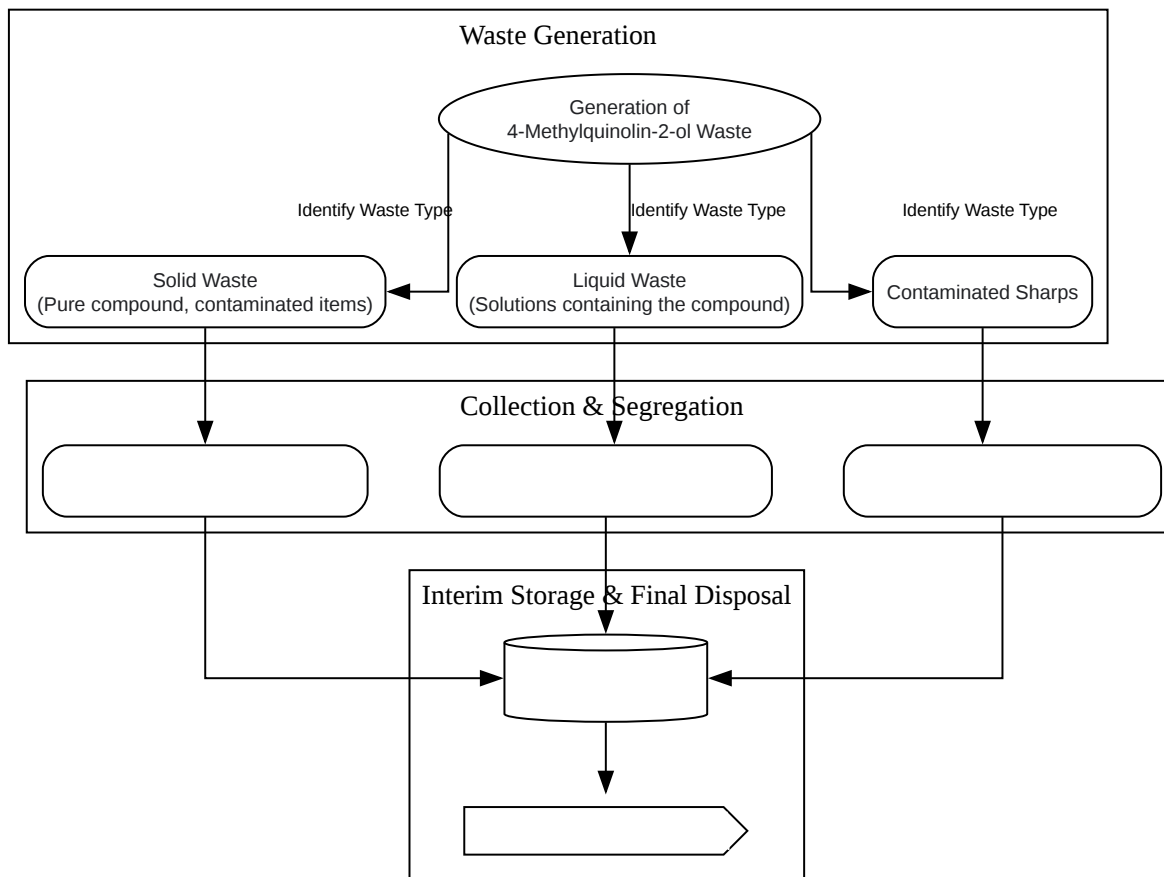 Waste Generation
Generation of
4-Methylquinolin-2-ol Waste
Identify Waste Type
Identify Waste Type
Identify Waste Type
Solid Waste
(Pure compound, contaminated items)
Liquid Waste
(Solutions containing the compound)
Contaminated Sharps
Collection & Segregation
Interim Storage & Final Disposal